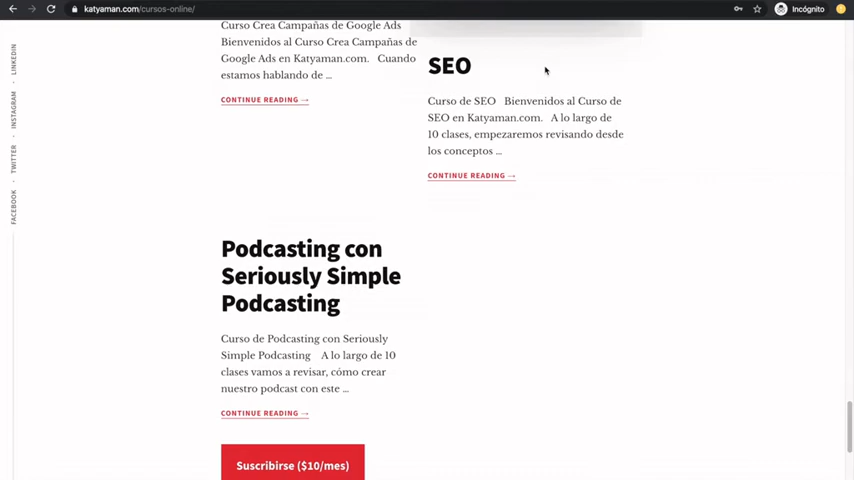 katyaman.com/cursos-online/
Incógnito
LINKEDIN
INSTAGRAM
TWITTER
FACEBOOK
Curso Crea Campañas de Google Ads
Bienvenidos al Curso Crea Campañas de
Google Ads en Katyaman.com. Cuando
estamos hablando de ...
CONTINUE READING →
SEO
Curso de SEO Bienvenidos al Curso de
SEO en Katyaman.com. A lo largo de
10 clases, empezaremos revisando desde
los conceptos ...
CONTINUE READING →
Podcasting con
Seriously Simple
Podcasting
Curso de Podcasting con Seriously
Simple Podcasting A lo largo de 10
clases vamos a revisar, cómo crear
nuestro podcast con este ...
CONTINUE READING →
Suscribirse ($10/mes)